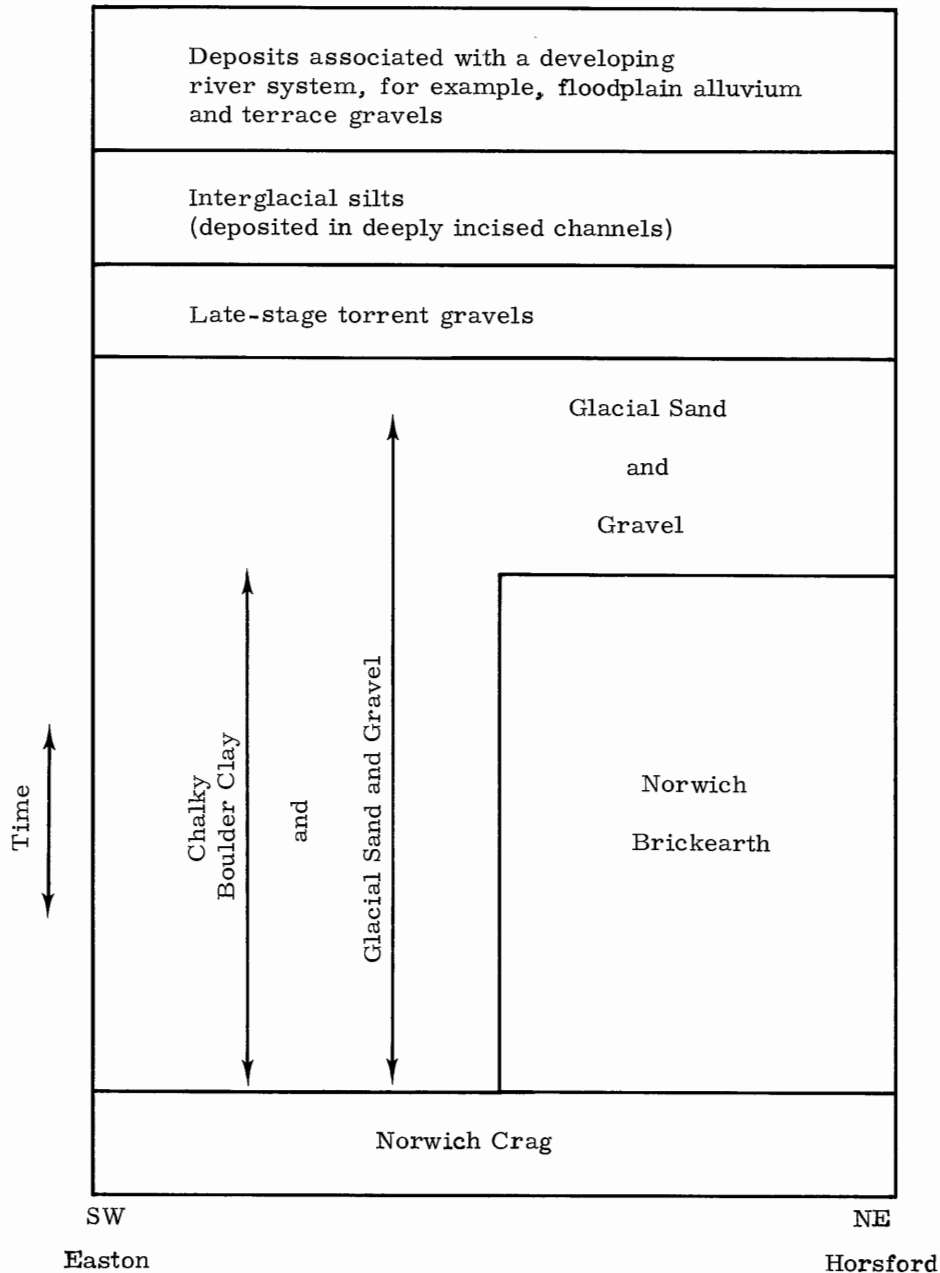 Deposits associated with a developing
river system, for example, floodplain alluvium
and terrace gravels
Interglacial silts
(deposited in deeply incised channels)
Late-stage torrent gravels
Glacial Sand
and
Gravel
Time
Chalky
Boulder Clay
and
Glacial Sand and Gravel
Norwich
Brickearth
Norwich Crag
SW
NE
Easton
Horsford